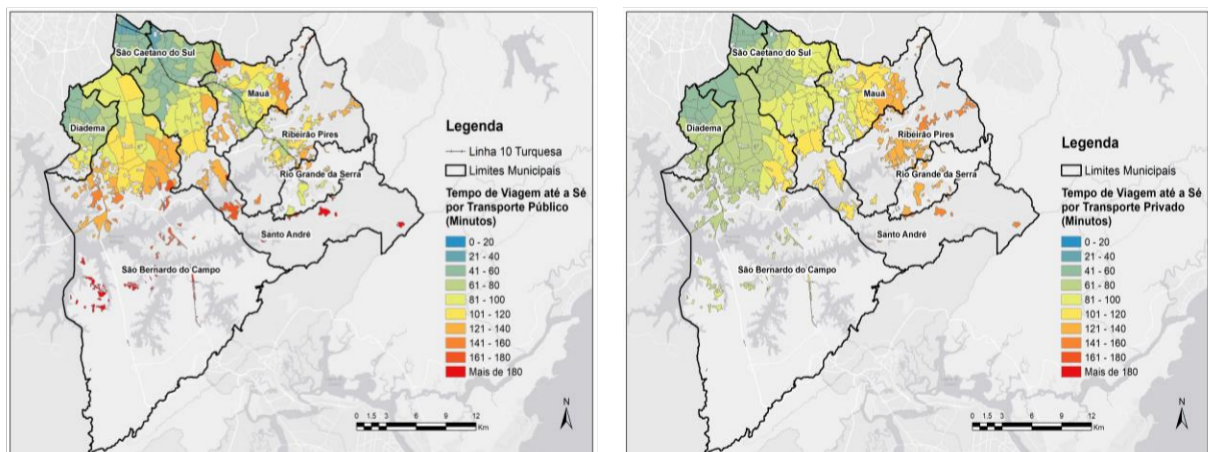 São Caetano do Sul
Mauá
Diadema
Ribeirão Pires
Rio Grande da Serra
Santo André
São Bernardo do Campo
Legenda
Linha 10 Turquesa
Limites Municipais
Tempo de Viagem até a Sé
por Transporte Público
(Minutos)
0 - 20
21 - 40
41 - 60
61 - 80
81 - 100
101 - 120
121 - 140
141 - 160
161 - 180
Mais de 180
N
0 1,5 3 6 9 12
Km
São Caetano do Sul
Mauá
Diadema
Ribeirão Pires
Rio Grande da Serra
Santo André
São Bernardo do Campo
Legenda
Limites Municipais
Tempo de Viagem até a Sé
por Transporte Privado
(Minutos)
0 - 20
21 - 40
41 - 60
61 - 80
81 - 100
101 - 120
121 - 140
141 - 160
161 - 180
Mais de 180
N
0 1,5 3 6 9 12
Km